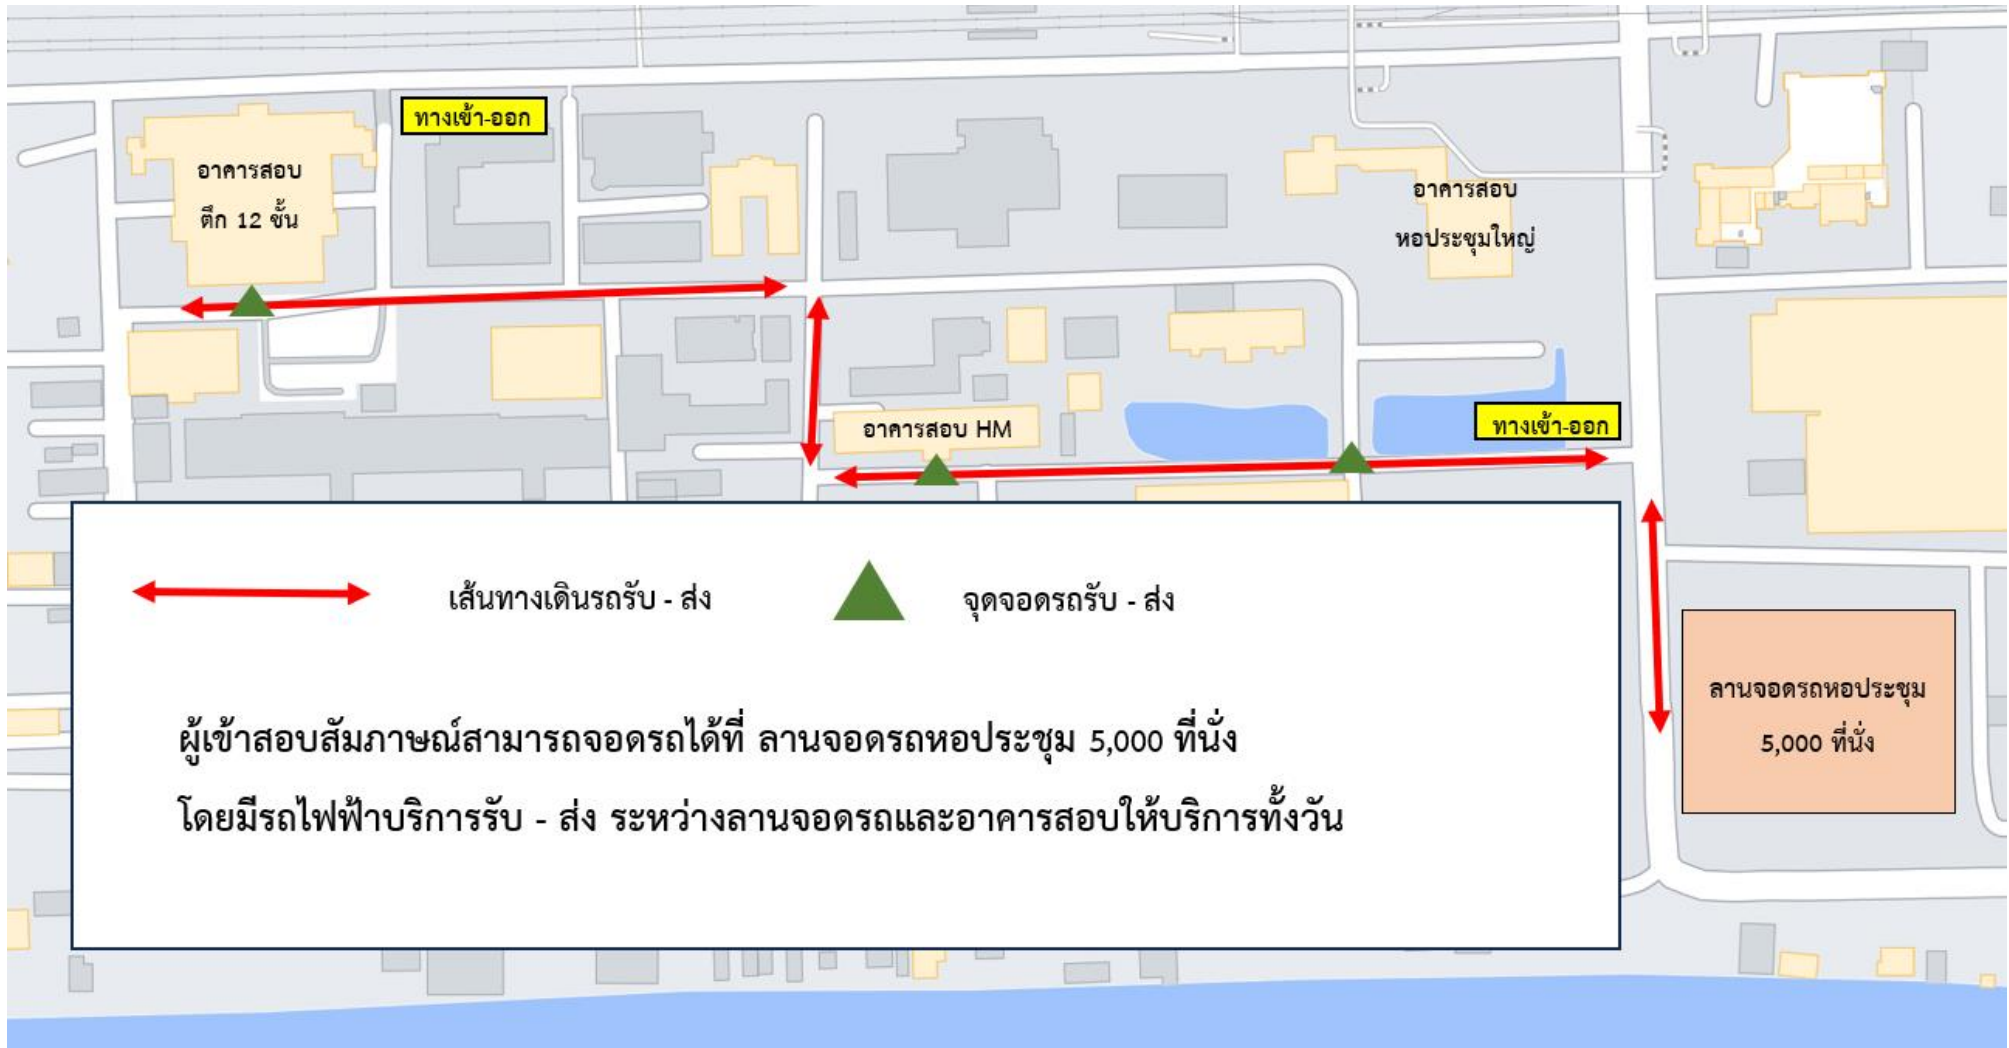 ทางเข้า-ออก
อาคารสอบ
ตึก 12 ชั้น
อาคารสอบ
หอประชุมใหญ่
อาคารสอบ HM
ทางเข้า-ออก
เส้นทางเดินรถรับ - ส่ง
จุดจอดรถรับ - ส่ง
ลานจอดรถหอประชุม
5,000 ที่นั่ง
ผู้เข้าสอบสัมภาษณ์สามารถจอดรถได้ที่ ลานจอดรถหอประชุม 5,000 ที่นั่ง
โดยมีรถไฟฟ้าบริการรับ - ส่ง ระหว่างลานจอดรถและอาคารสอบให้บริการทั้งวัน